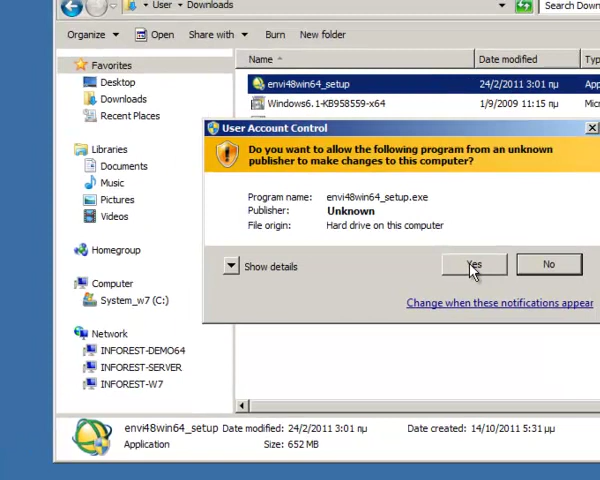 User ▸ Downloads
Search Down
Organize Open Share with Burn New folder
Name Date modified Typ
Favorites
Desktop
Downloads
Recent Places
Libraries
Documents
Music
Pictures
Videos
Homegroup
Computer
System_w7 (C:)
Network
INFOREST-DEMO64
INFOREST-SERVER
INFOREST-W7
envi48win64_setup 24/2/2011 3:01 πμ App
Windows6.1-KB958559-x64 1/9/2009 11:15 πμ Micr
User Account Control
Do you want to allow the following program from an unknown
publisher to make changes to this computer?
Program name: envi48win64_setup.exe
Publisher: Unknown
File origin: Hard drive on this computer
Show details
Yes
No
Change when these notifications appear
envi48win64_setup Date modified: 24/2/2011 3:01 πμ Date created: 14/10/2011 5:31 μμ
Application Size: 652 MB